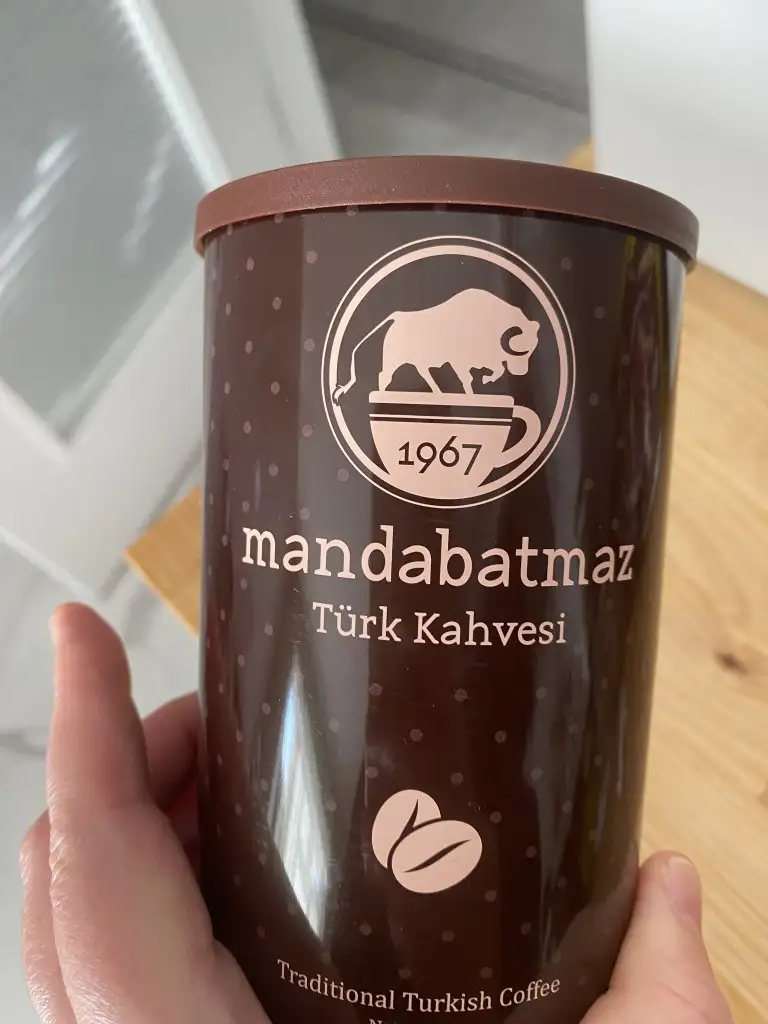 1967
mandabatmaz
Türk Kahvesi
Traditional Turkish Coffee